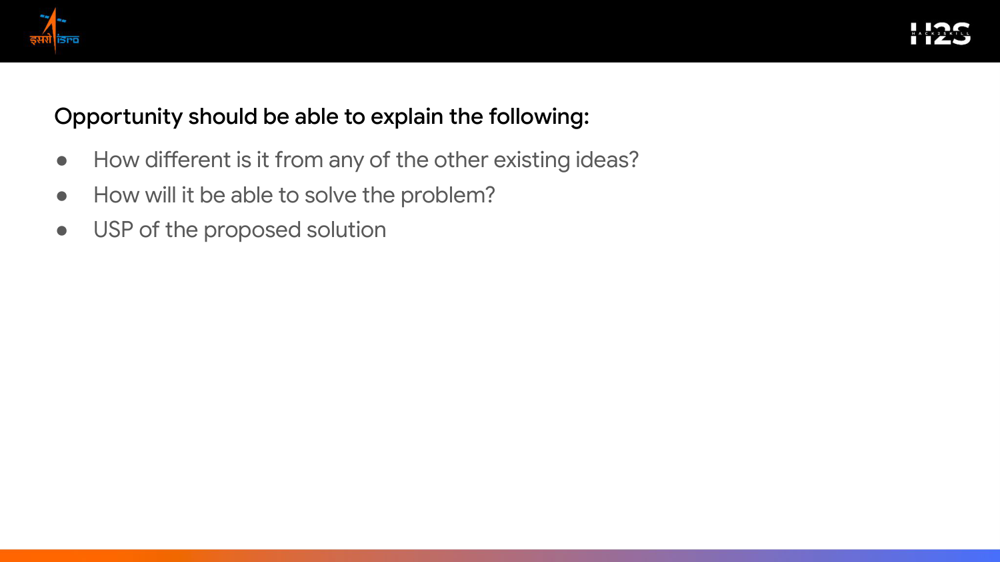 इसरो isro
H2S
HACK2SKILL
Opportunity should be able to explain the following:
● How different is it from any of the other existing ideas?
● How will it be able to solve the problem?
● USP of the proposed solution